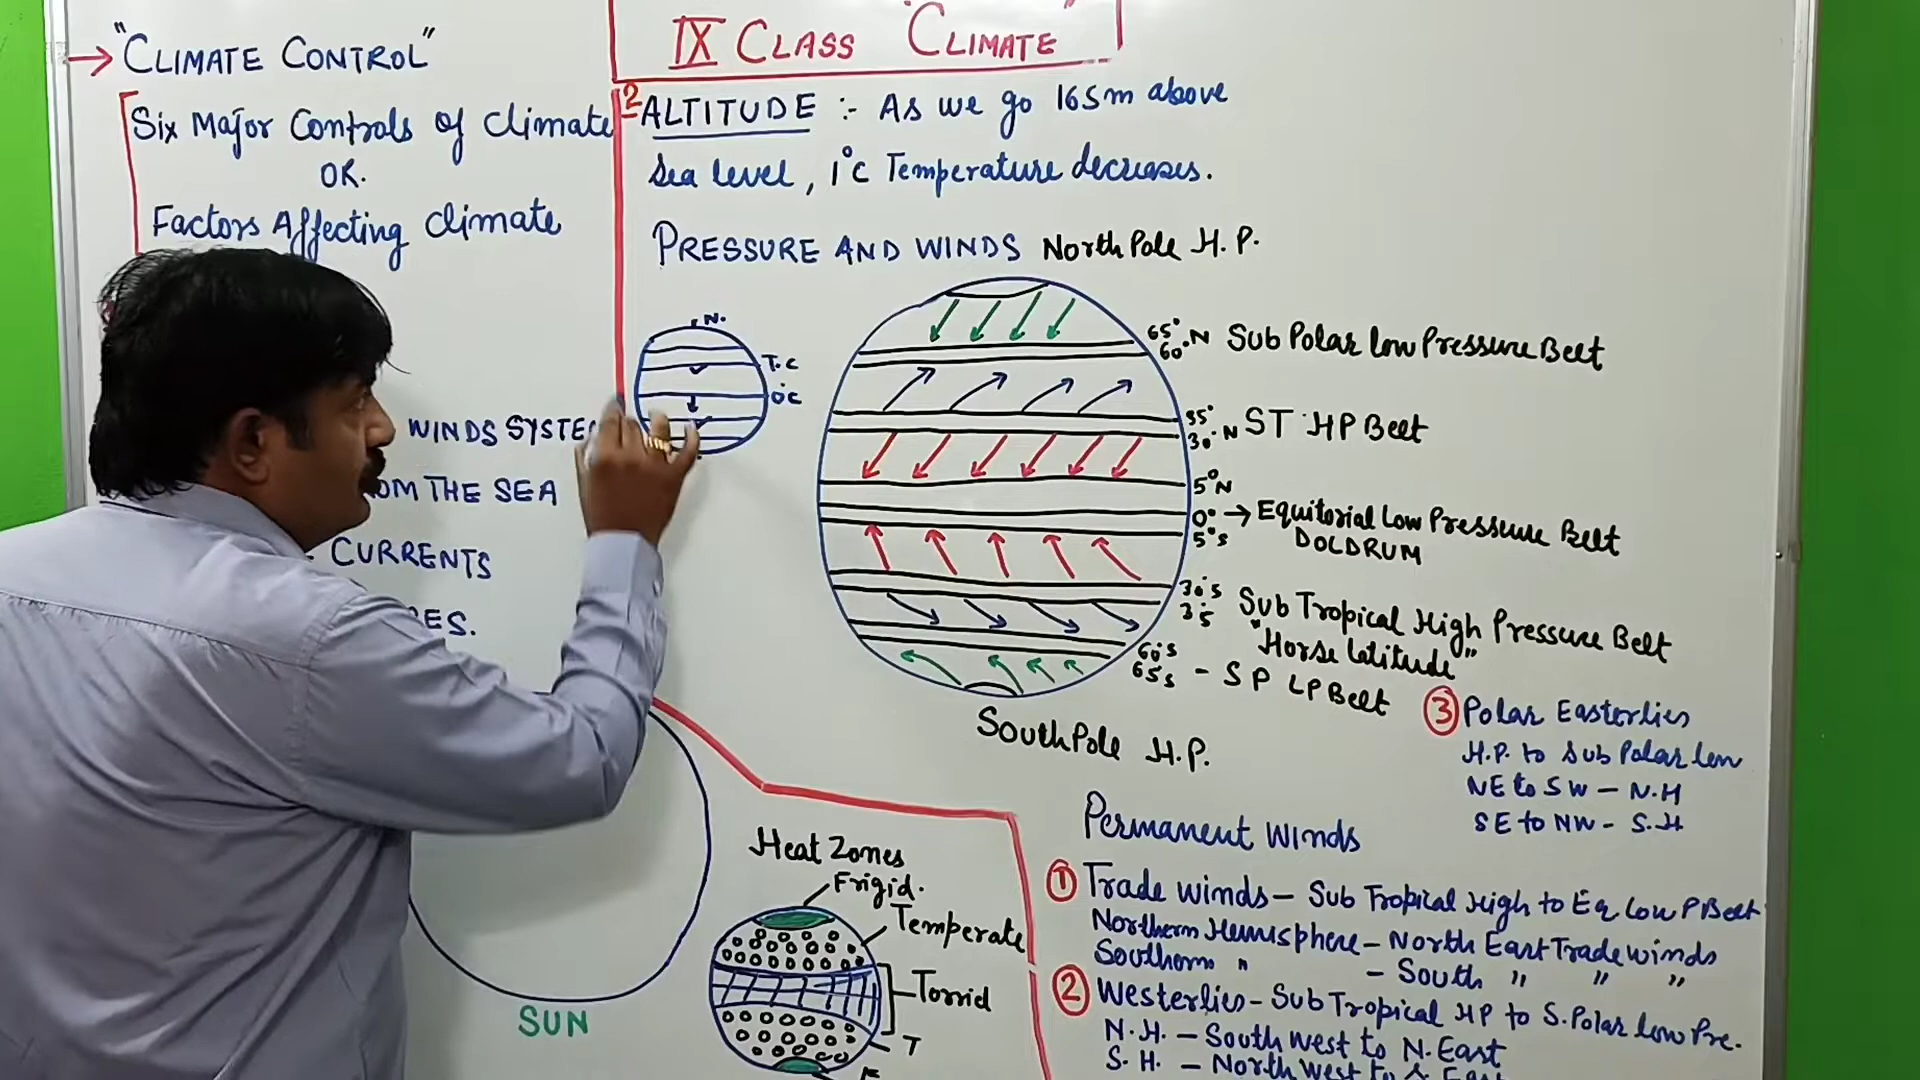 IX CLASS "CLIMATE"
→ "CLIMATE CONTROL"
Six Major Controls of Climate
OR.
Factors Affecting Climate
WINDS SYSTE
OM THE SEA
CURRENTS
ES.
SUN
2 ALTITUDE :- As we go 165m above
Sea level, 1°C Temperature decreases.
PRESSURE AND WINDS
North Pole H.P.
N.
T.C
0°C
65°
60°.N Sub Polar Low Pressure Belt
35°
30°.N ST HP Belt
5°N
0° → Equitorial Low Pressure Belt
5°S DOLDRUM
30°S
35 Sub Tropical High Pressure Belt
"Horse Latitude"
60°S
65S - SP LP Belt
South Pole H.P.
3 Polar Easterlies
H.P. to Sub Polar Low
NE to SW - N.H
SE to NW - S.H
Permanent Winds
1 Trade Winds - Sub Tropical High to Eq Low P Belt
Northern Hemisphere - North East Trade winds
Southern " - South " " "
2 Westerlies - Sub Tropical HP to S.Polar Low Pre.
N.H. - South West to N.East
S.H. - North West to S.East
Heat Zones
Frigid.
Temperate
Torrid
T
F